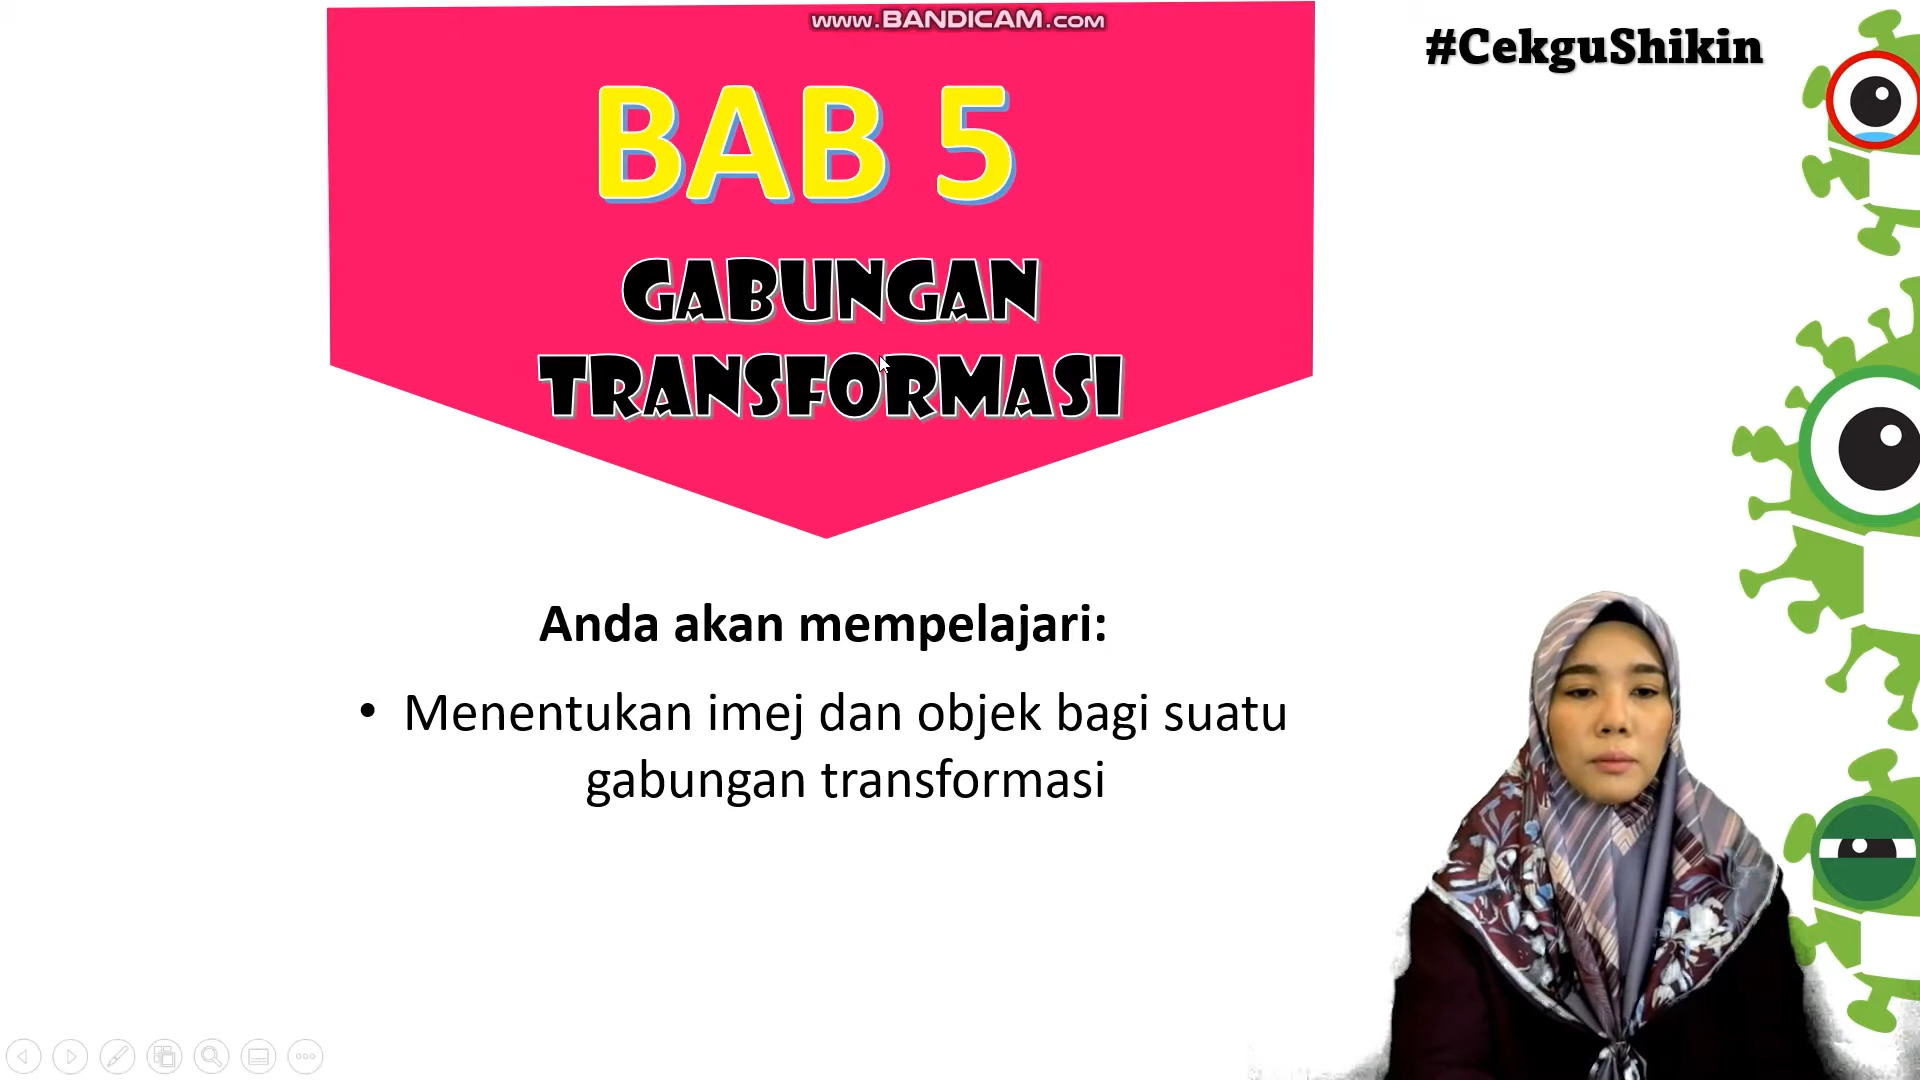 www.BANDICAM.com
#CekguShikin
BAB 5
GABUNGAN
TRANSFORMASI
Anda akan mempelajari:
• Menentukan imej dan objek bagi suatu
gabungan transformasi